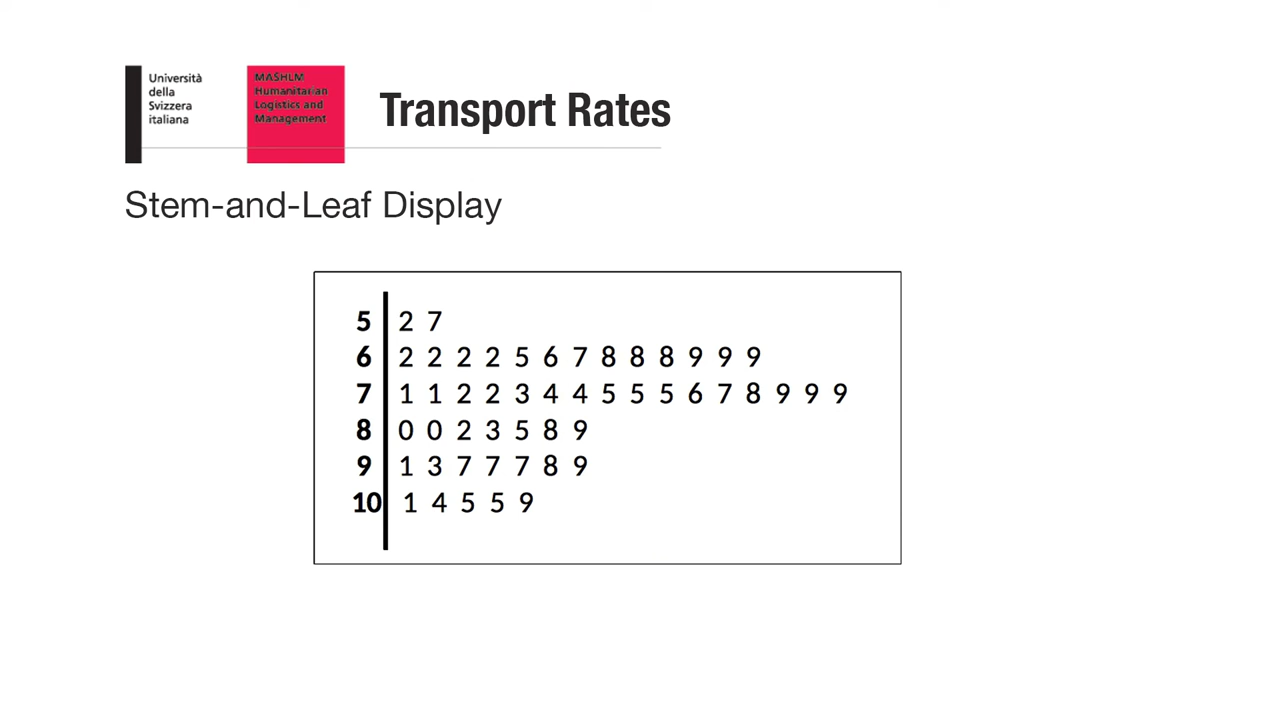 Università
della
Svizzera
italiana
MASHLM
Humanitarian
Logistics and
Management
Transport Rates
Stem-and-Leaf Display
5 2 7
6 2 2 2 2 5 6 7 8 8 8 9 9 9
7 1 1 2 2 3 4 4 5 5 5 6 7 8 9 9 9
8 0 0 2 3 5 8 9
9 1 3 7 7 7 8 9
10 1 4 5 5 9